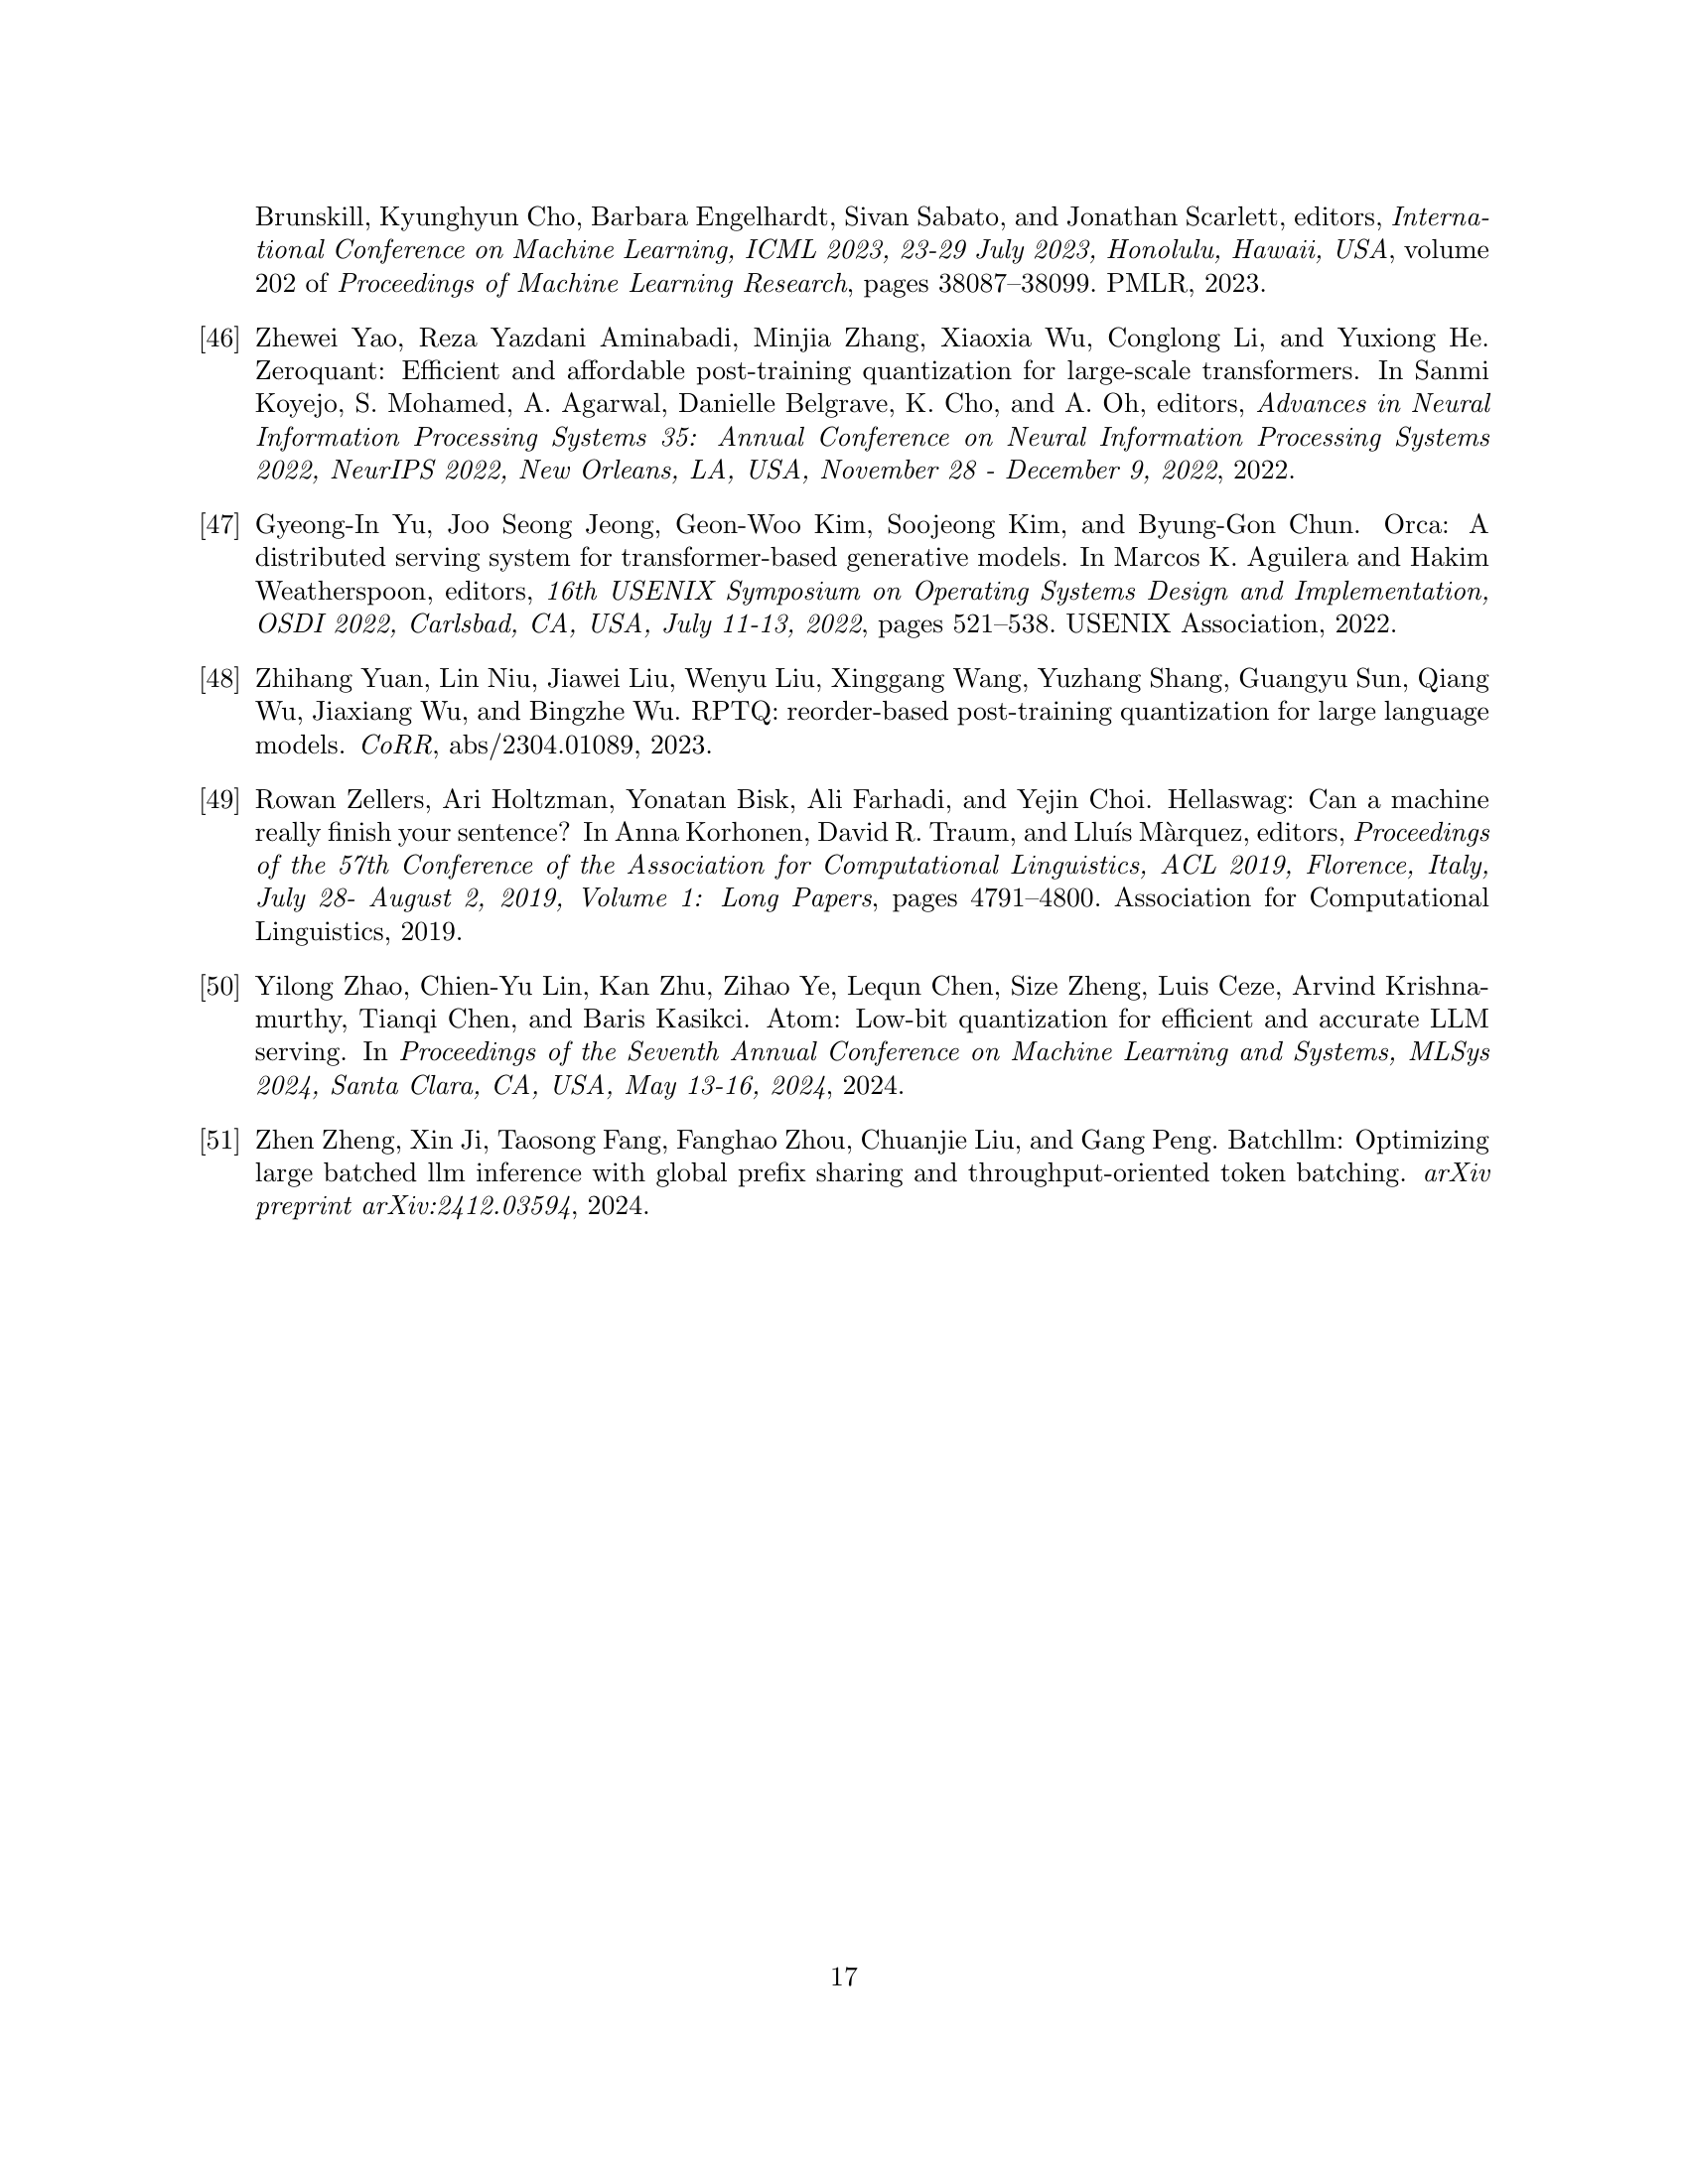 Brunskill, Kyunghyun Cho, Barbara Engelhardt, Sivan Sabato, and Jonathan Scarlett, editors, Interna-
tional Conference on Machine Learning, ICML 2023, 23-29 July 2023, Honolulu, Hawaii, USA, volume
202 of Proceedings of Machine Learning Research, pages 38087–38099. PMLR, 2023.
[46] Zhewei Yao, Reza Yazdani Aminabadi, Minjia Zhang, Xiaoxia Wu, Conglong Li, and Yuxiong He.
Zeroquant: Efficient and affordable post-training quantization for large-scale transformers. In Sanmi
Koyejo, S. Mohamed, A. Agarwal, Danielle Belgrave, K. Cho, and A. Oh, editors, Advances in Neural
Information Processing Systems 35: Annual Conference on Neural Information Processing Systems
2022, NeurIPS 2022, New Orleans, LA, USA, November 28 - December 9, 2022, 2022.
[47] Gyeong-In Yu, Joo Seong Jeong, Geon-Woo Kim, Soojeong Kim, and Byung-Gon Chun. Orca: A
distributed serving system for transformer-based generative models. In Marcos K. Aguilera and Hakim
Weatherspoon, editors, 16th USENIX Symposium on Operating Systems Design and Implementation,
OSDI 2022, Carlsbad, CA, USA, July 11-13, 2022, pages 521–538. USENIX Association, 2022.
[48] Zhihang Yuan, Lin Niu, Jiawei Liu, Wenyu Liu, Xinggang Wang, Yuzhang Shang, Guangyu Sun, Qiang
Wu, Jiaxiang Wu, and Bingzhe Wu. RPTQ: reorder-based post-training quantization for large language
models. CoRR, abs/2304.01089, 2023.
[49] Rowan Zellers, Ari Holtzman, Yonatan Bisk, Ali Farhadi, and Yejin Choi. Hellaswag: Can a machine
really finish your sentence? In Anna Korhonen, David R. Traum, and Lluís Màrquez, editors, Proceedings
of the 57th Conference of the Association for Computational Linguistics, ACL 2019, Florence, Italy,
July 28- August 2, 2019, Volume 1: Long Papers, pages 4791–4800. Association for Computational
Linguistics, 2019.
[50] Yilong Zhao, Chien-Yu Lin, Kan Zhu, Zihao Ye, Lequn Chen, Size Zheng, Luis Ceze, Arvind Krishna-
murthy, Tianqi Chen, and Baris Kasikci. Atom: Low-bit quantization for efficient and accurate LLM
serving. In Proceedings of the Seventh Annual Conference on Machine Learning and Systems, MLSys
2024, Santa Clara, CA, USA, May 13-16, 2024, 2024.
[51] Zhen Zheng, Xin Ji, Taosong Fang, Fanghao Zhou, Chuanjie Liu, and Gang Peng. Batchllm: Optimizing
large batched llm inference with global prefix sharing and throughput-oriented token batching. arXiv
preprint arXiv:2412.03594, 2024.
17